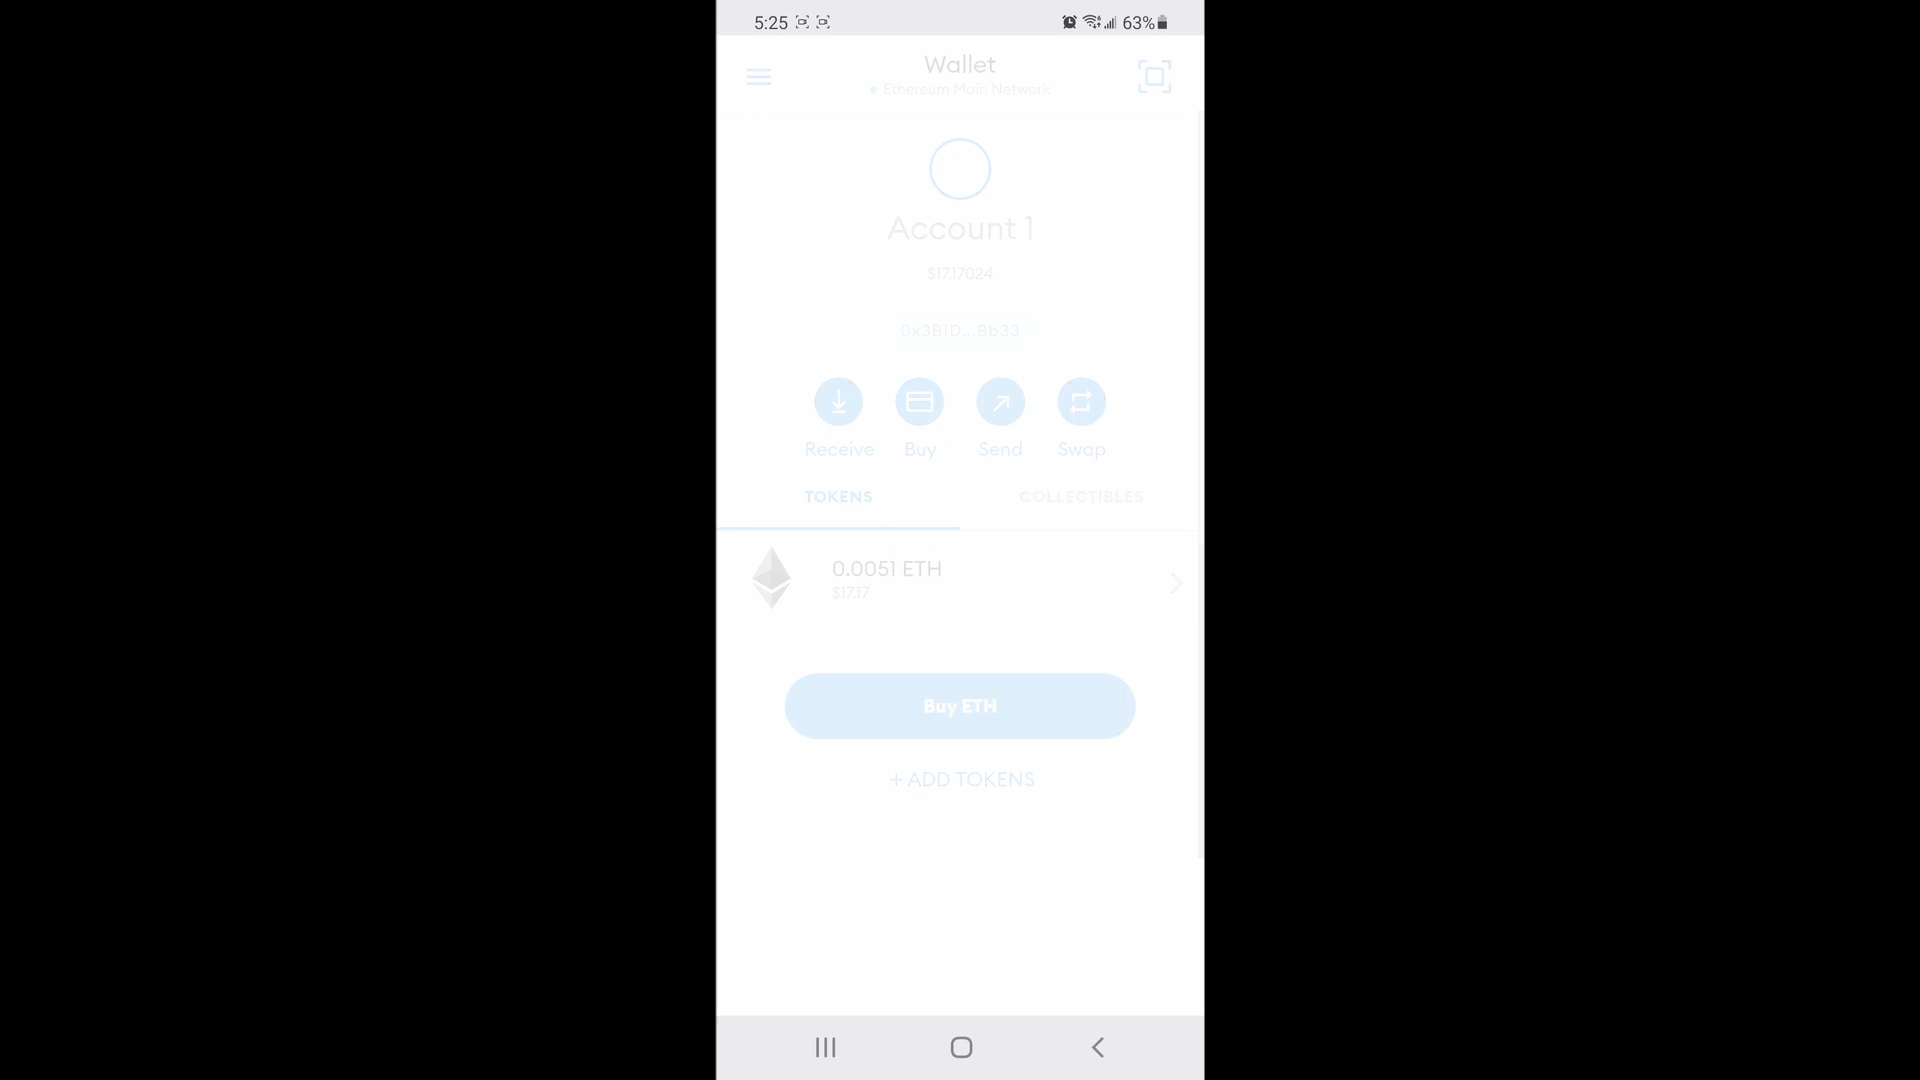 5:25
63%
Wallet
Ethereum Main Network
Account 1
$17.17024
0x3B1D...Bb33
Receive Buy Send Swap
TOKENS COLLECTIBLES
0.0051 ETH
$17.17
Buy ETH
+ ADD TOKENS